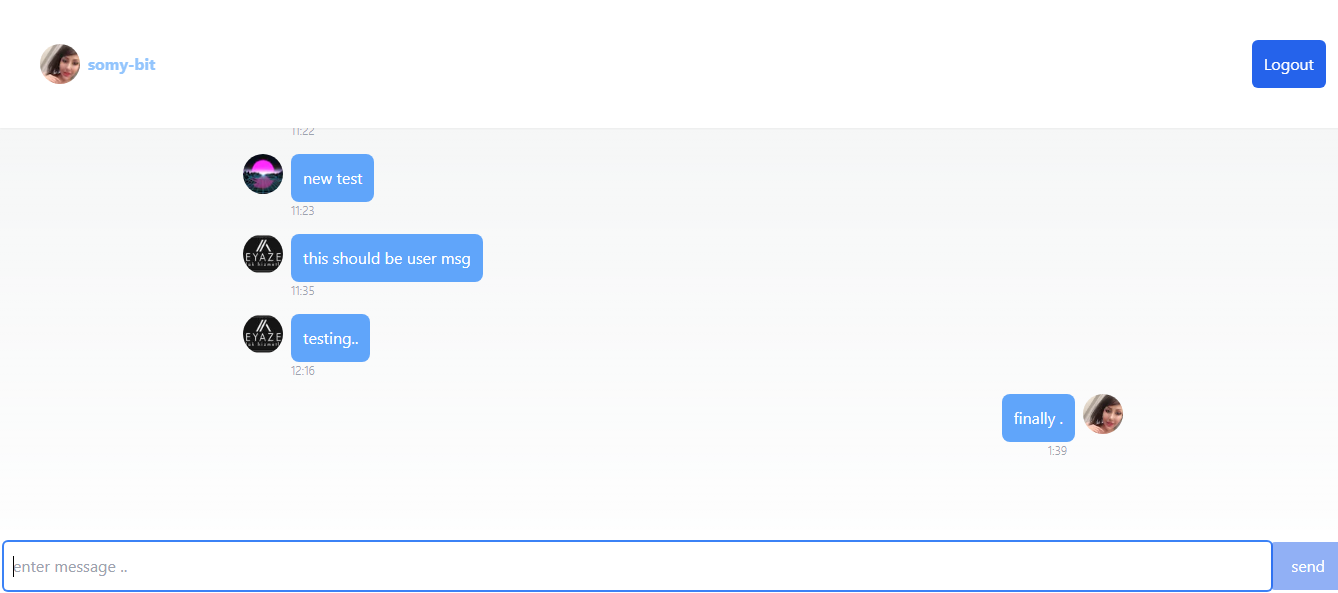 somy-bit
Logout
11:22
new test
11:23
EYAZE
this should be user msg
11:35
EYAZE
testing..
12:16
finally .
1:39
enter message ..
send